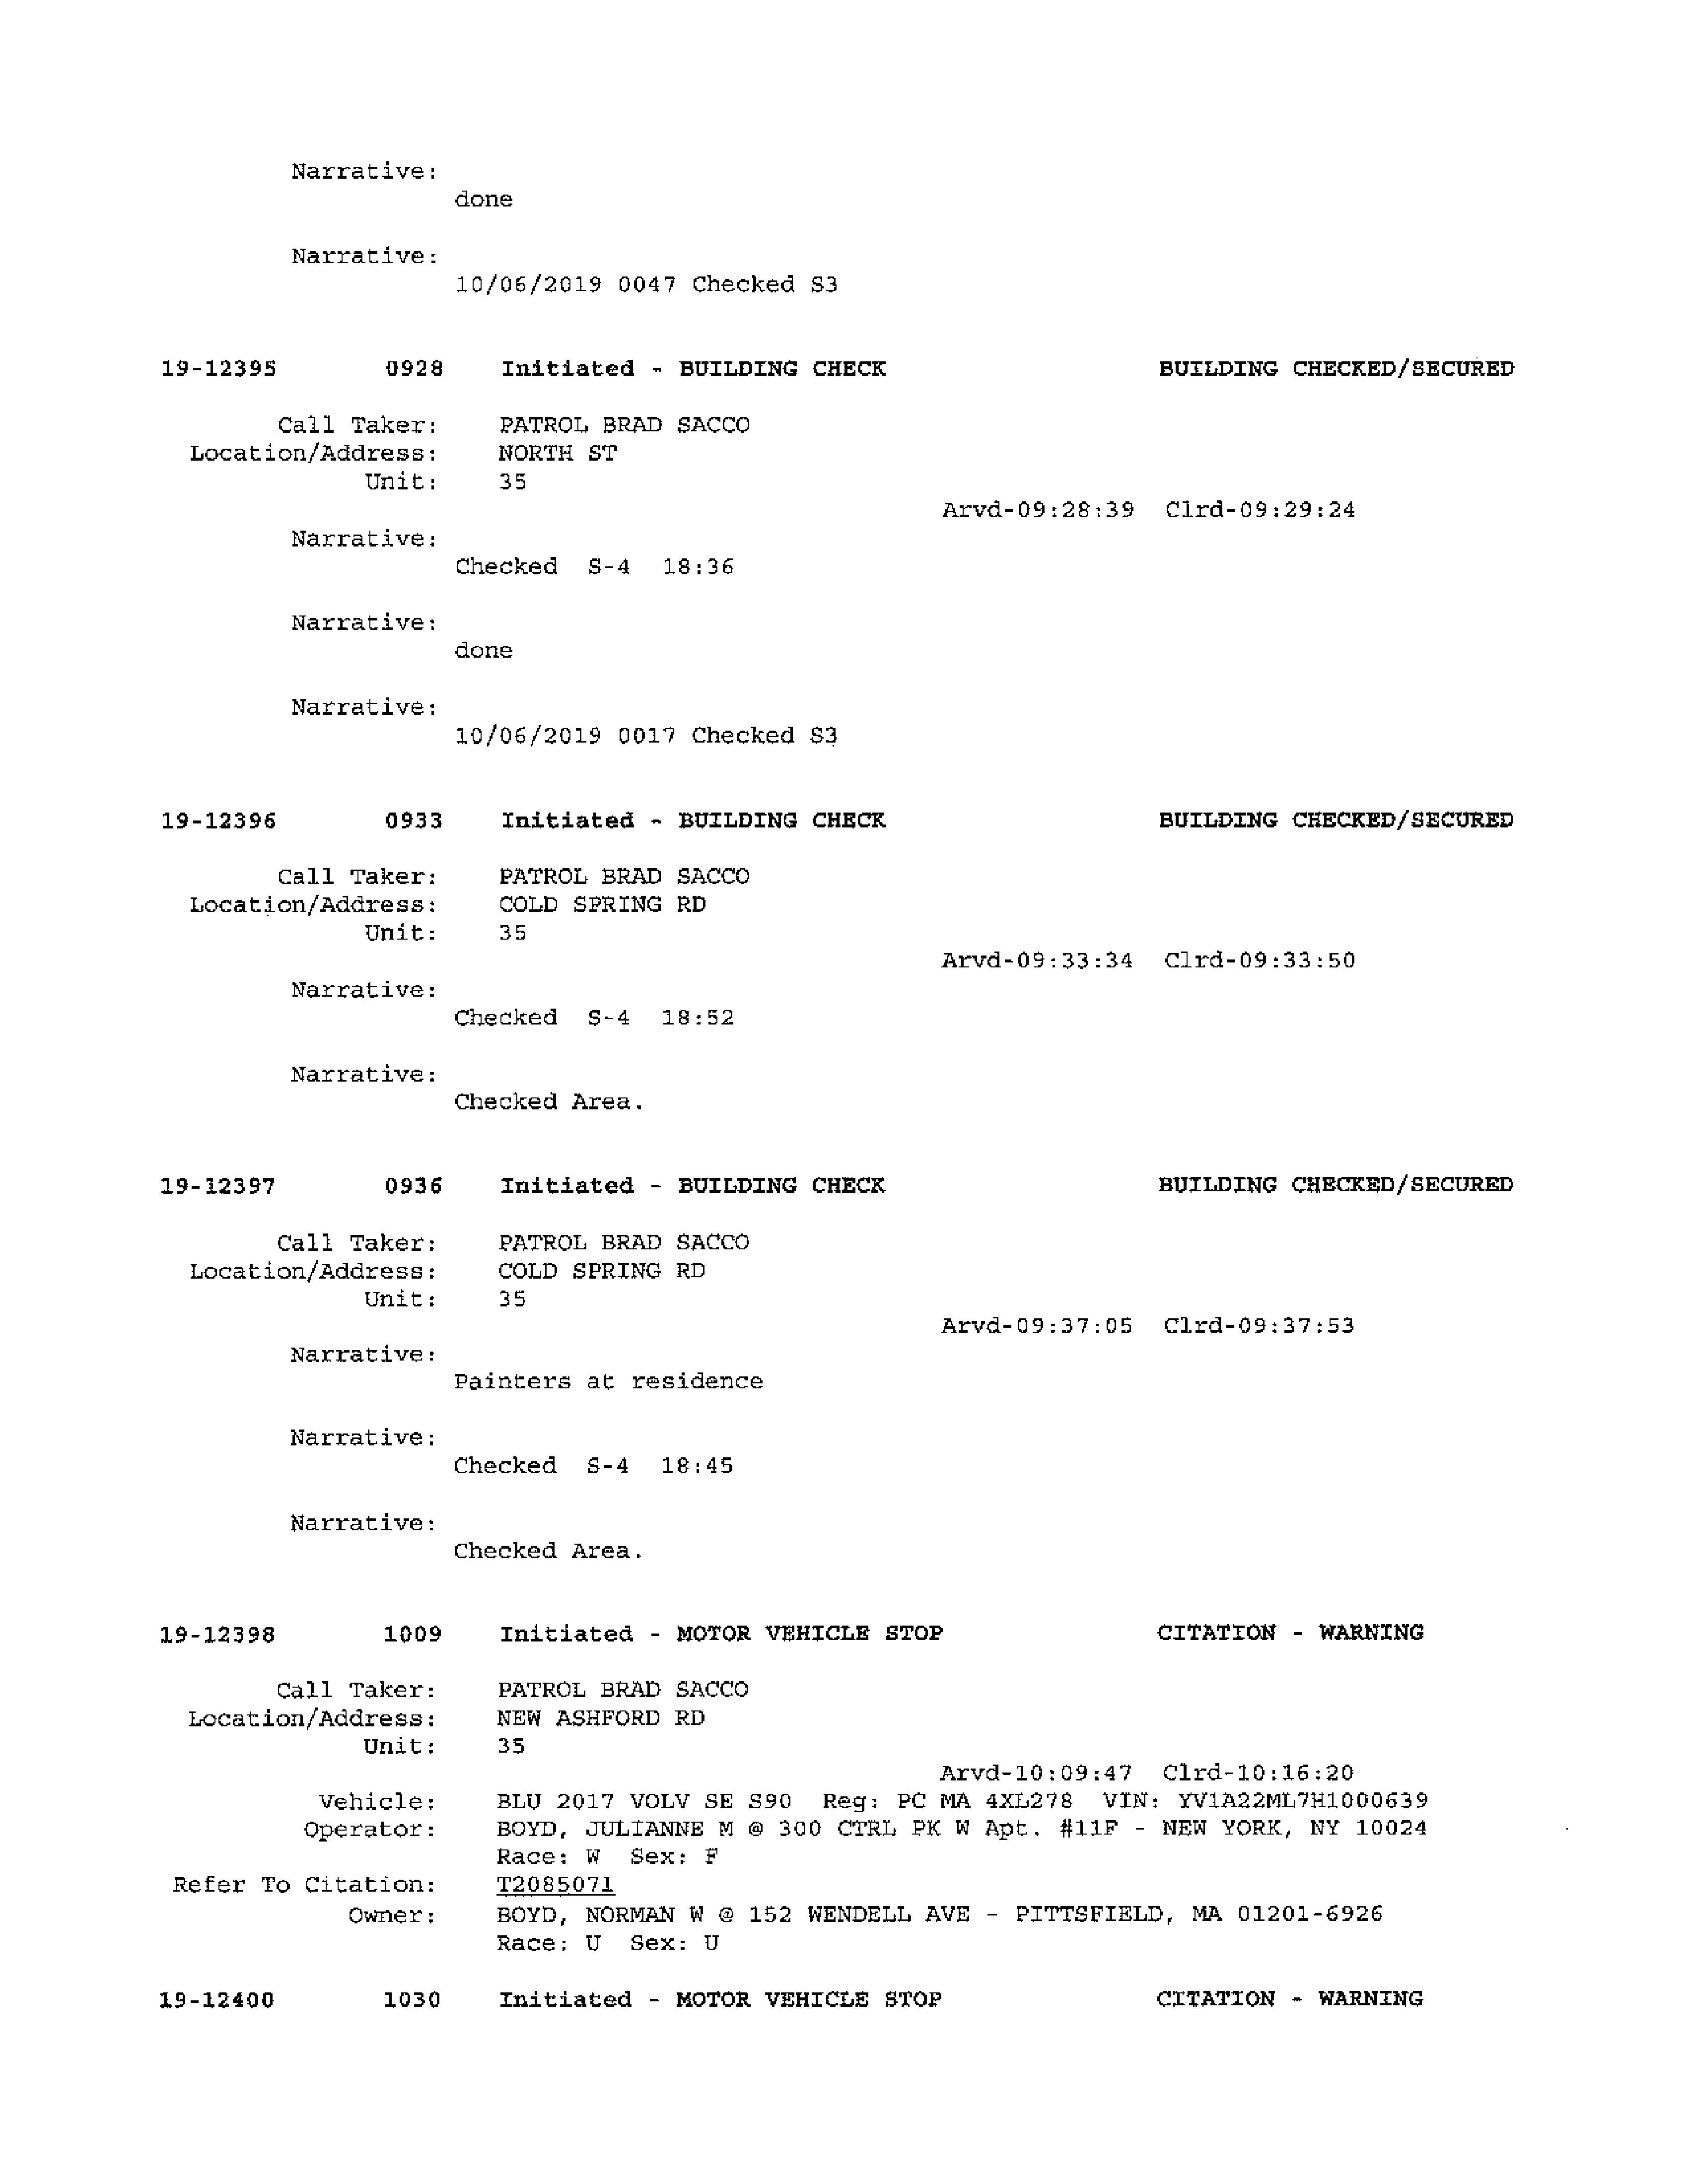 Narrative:
done
Narrative:
10/06/2019 0047 Checked S3
19-12395 0928 Initiated - BUILDING CHECK BUILDING CHECKED/SECURED
Call Taker: PATROL BRAD SACCO
Location/Address: NORTH ST
Unit: 35
Arvd-09:28:39 Clrd-09:29:24
Narrative:
Checked S-4 18:36
Narrative:
done
Narrative:
10/06/2019 0017 Checked S3
19-12396 0933 Initiated - BUILDING CHECK BUILDING CHECKED/SECURED
Call Taker: PATROL BRAD SACCO
Location/Address: COLD SPRING RD
Unit: 35
Arvd-09:33:34 Clrd-09:33:50
Narrative:
Checked S-4 18:52
Narrative:
Checked Area.
19-12397 0936 Initiated - BUILDING CHECK BUILDING CHECKED/SECURED
Call Taker: PATROL BRAD SACCO
Location/Address: COLD SPRING RD
Unit: 35
Arvd-09:37:05 Clrd-09:37:53
Narrative:
Painters at residence
Narrative:
Checked S-4 18:45
Narrative:
Checked Area.
19-12398 1009 Initiated - MOTOR VEHICLE STOP CITATION - WARNING
Call Taker: PATROL BRAD SACCO
Location/Address: NEW ASHFORD RD
Unit: 35
Arvd-10:09:47 Clrd-10:16:20
Vehicle: BLU 2017 VOLV SE S90 Reg: PC MA 4XL278 VIN: YV1A22ML7H1000639
Operator: BOYD, JULIANNE M @ 300 CTRL PK W Apt. #11F - NEW YORK, NY 10024
Race: W Sex: F
Refer To Citation: T2085071
Owner: BOYD, NORMAN W @ 152 WENDELL AVE - PITTSFIELD, MA 01201-6926
Race: U Sex: U
19-12400 1030 Initiated - MOTOR VEHICLE STOP CITATION - WARNING